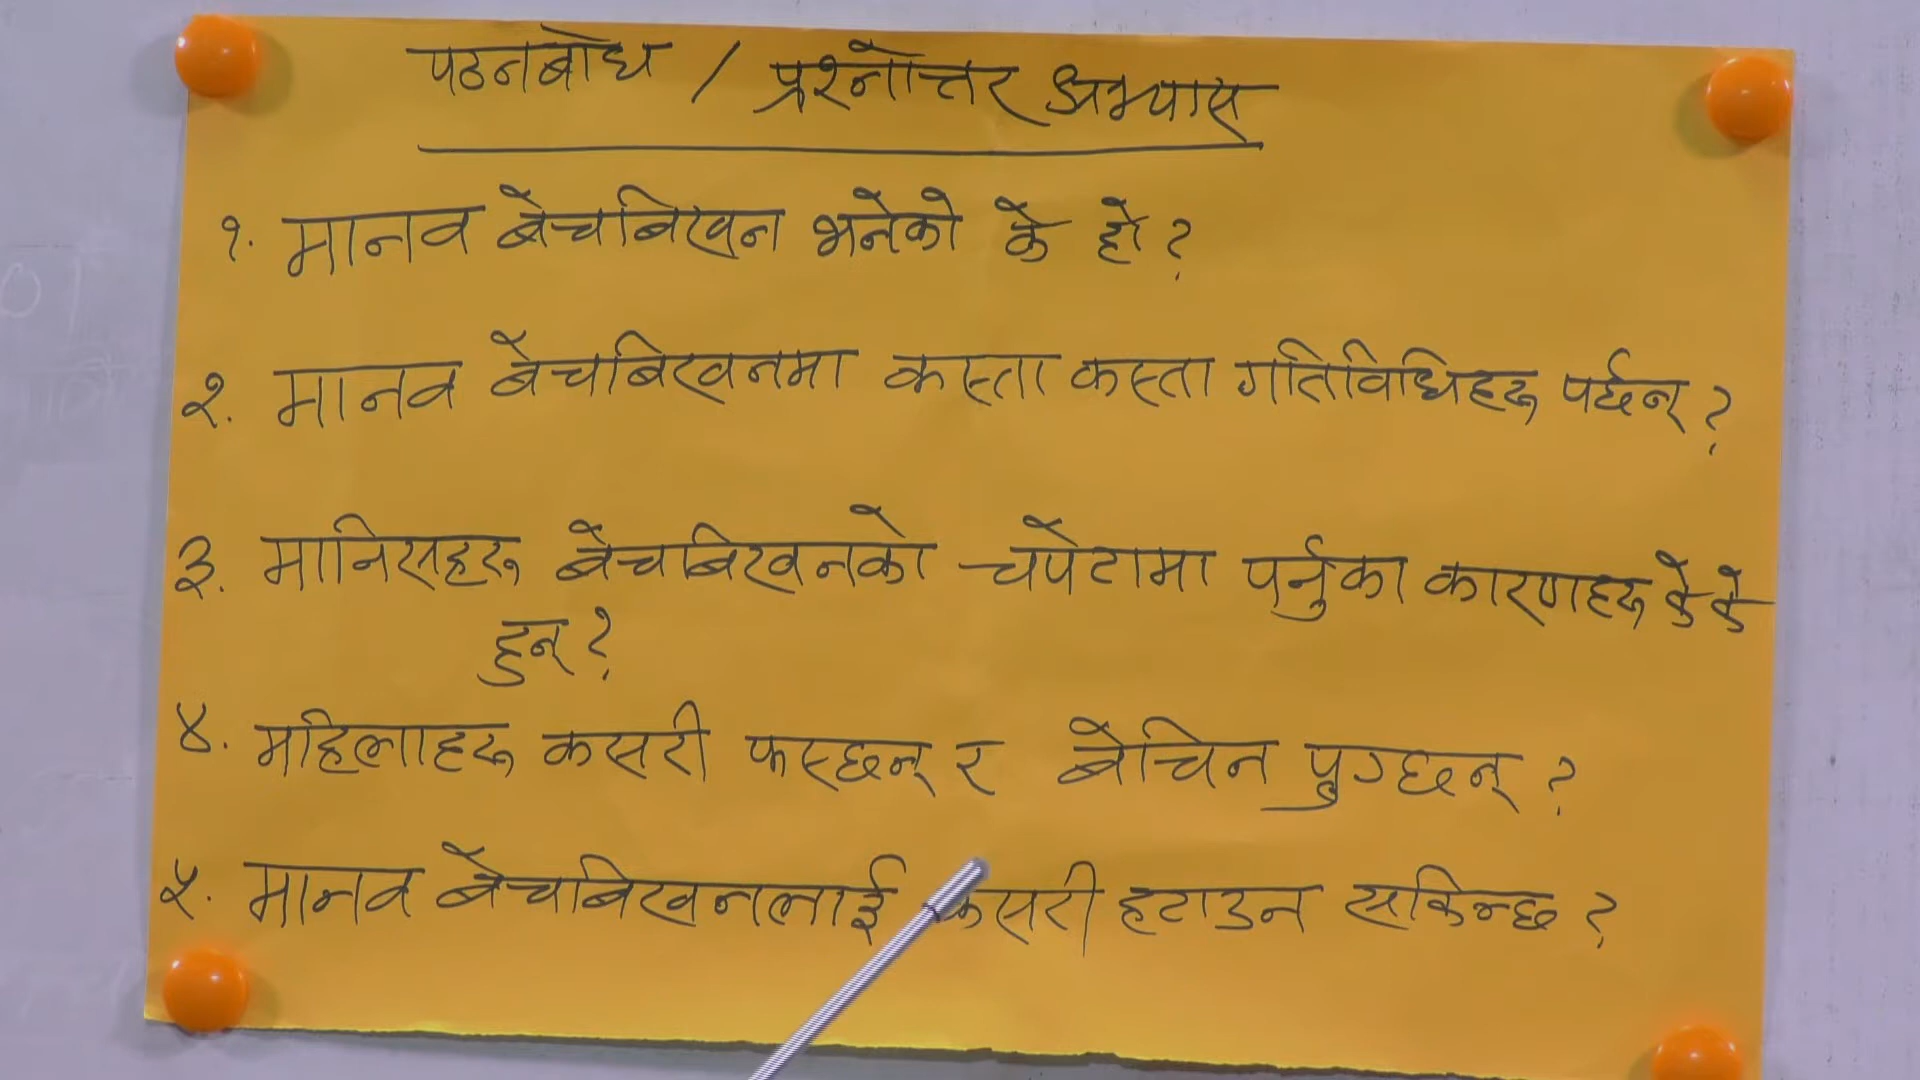 पठनबोध / प्रश्नोत्तर अभ्यास
१. मानव बेचबिखन भनेको के हो?
२. मानव बेचबिखनमा कस्ता कस्ता गतिविधिहरू पर्छन्?
३. मानिसहरू बेचबिखनको चपेटामा पर्नुका कारणहरू के के
हुन्?
४. महिलाहरू कसरी फस्छन् र बेचिन पुग्छन्?
५. मानव बेचबिखनलाई कसरी हटाउन सकिन्छ?